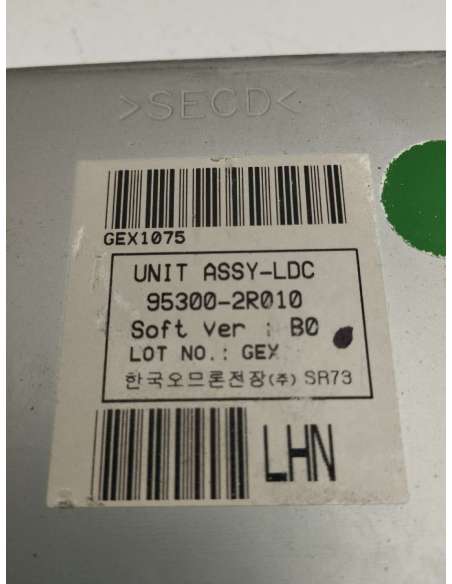 >SECD<
GEX1075
UNIT ASSY-LDC
95300-2R010
Soft ver : B0
LOT NO.: GEX
한국오므론전장(주) SR73
LHN